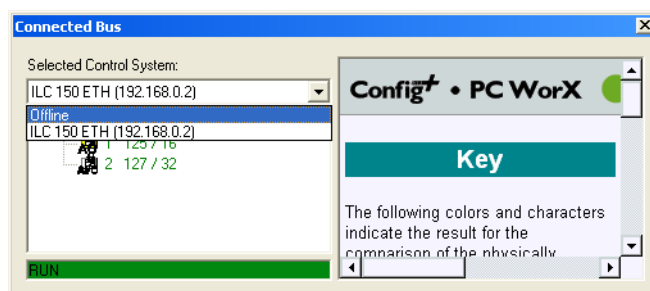 Connected Bus
Selected Control System:
ILC 150 ETH (192.168.0.2)
Offline
ILC 150 ETH (192.168.0.2)
1 125 / 16
2 127 / 32
RUN
Config+ • PC WorX
Key
The following colors and characters
indicate the result for the
comparison of the physically